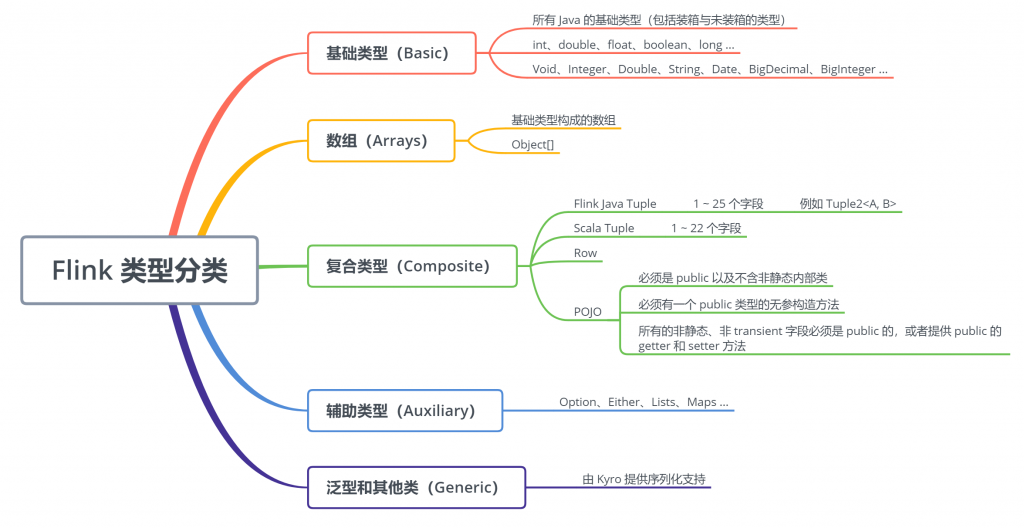 Flink 类型分类
基础类型（Basic）
所有 Java 的基础类型（包括装箱与未装箱的类型）
int、double、float、boolean、long ...
Void、Integer、Double、String、Date、BigDecimal、BigInteger ...
数组（Arrays）
基础类型构成的数组
Object[]
复合类型（Composite）
Flink Java Tuple 1 ~ 25 个字段 例如 Tuple2<A, B>
Scala Tuple 1 ~ 22 个字段
Row
POJO
必须是 public 以及不含非静态内部类
必须有一个 public 类型的无参构造方法
所有的非静态、非 transient 字段必须是 public 的，或者提供 public 的
getter 和 setter 方法
辅助类型（Auxiliary）
Option、Either、Lists、Maps ...
泛型和其他类（Generic）
由 Kyro 提供序列化支持